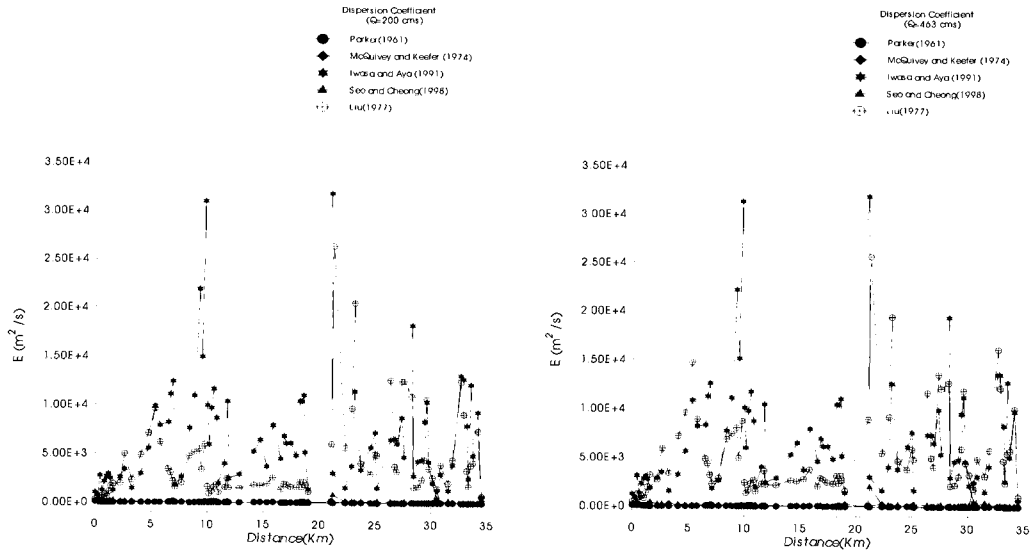 Dispersion Coefficient
(Q=200 cms)
Parker(1961)
McQuivey and Keefer (1974)
Iwasa and Aya (1991)
Seo and Cheong(1998)
Liu(1977)
3.50E+4
3.00E+4
2.50E+4
2.00E+4
1.50E+4
1.00E+4
5.00E+3
0.00E+0
E (m²/s)
0 5 10 15 20 25 30 35
Distance(Km)
Dispersion Coefficient
(Q=463 cms)
Parker(1961)
McQuivey and Keefer (1974)
Iwasa and Aya (1991)
Seo and Cheong(1998)
Liu(1977)
3.50E+4
3.00E+4
2.50E+4
2.00E+4
1.50E+4
1.00E+4
5.00E+3
0.00E+0
E (m²/s)
0 5 10 15 20 25 30 35
Distance(Km)